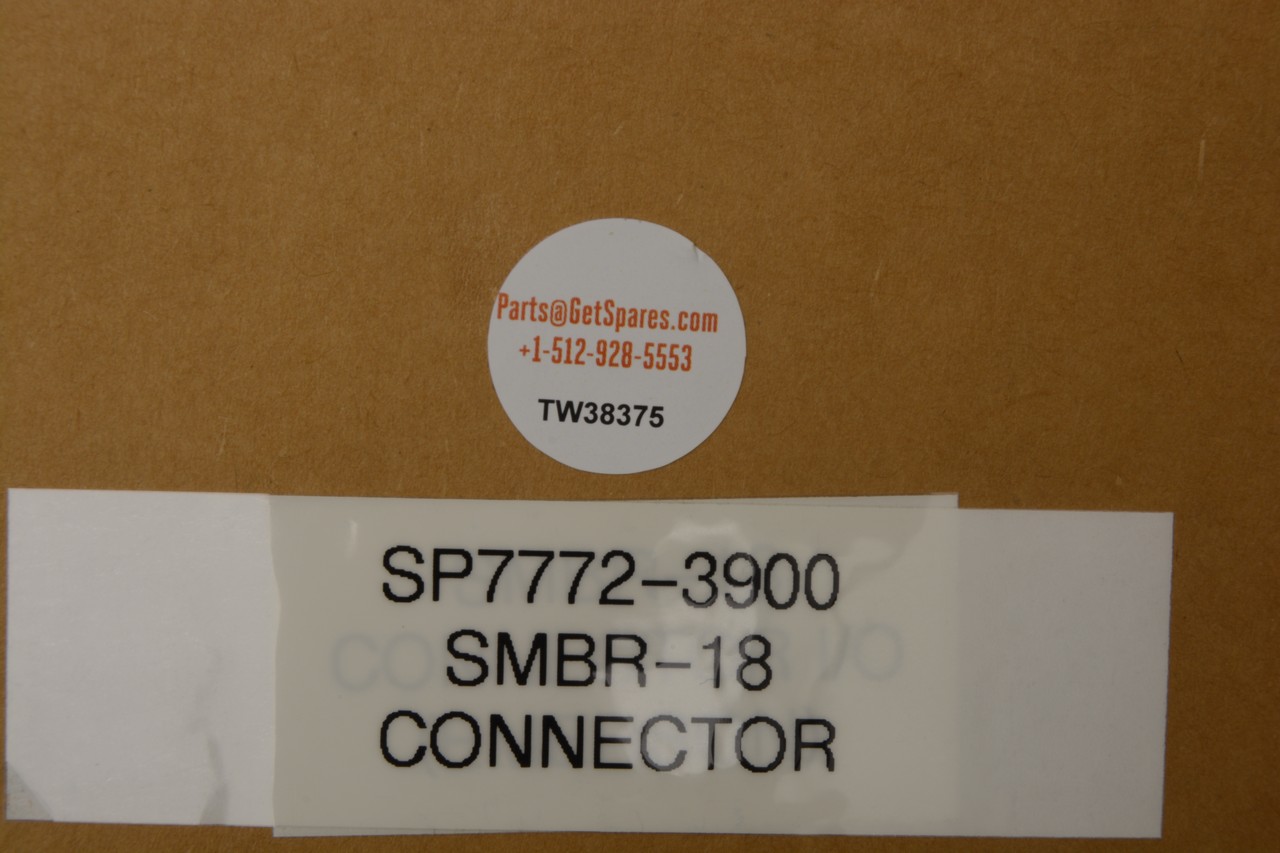 Parts@GetSpares.com
+1-512-928-5553
TW38375
SP7772-3900
SMBR-18
CONNECTOR